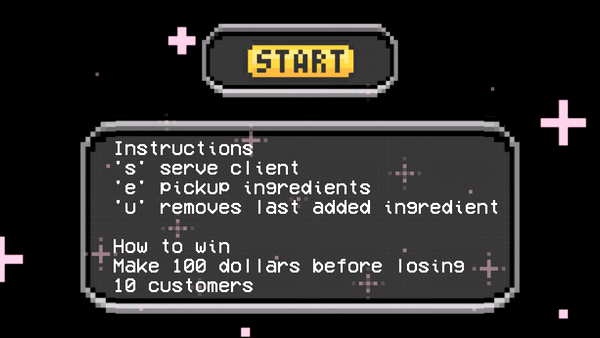 START
Instructions
's' serve client
'e' pickup ingredients
'u' removes last added ingredient
How to win
Make 100 dollars before losing
10 customers